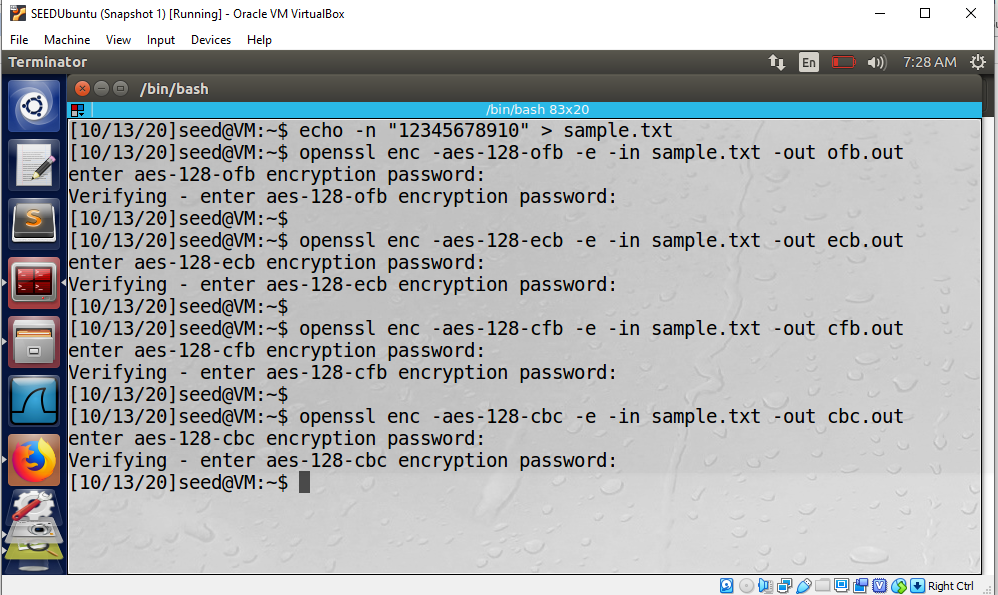 SEEDUbuntu (Snapshot 1) [Running] - Oracle VM VirtualBox
File Machine View Input Devices Help
Terminator En 7:28 AM
/bin/bash
/bin/bash 83x20
[10/13/20]seed@VM:~$ echo -n "12345678910" > sample.txt
[10/13/20]seed@VM:~$ openssl enc -aes-128-ofb -e -in sample.txt -out ofb.out
enter aes-128-ofb encryption password:
Verifying - enter aes-128-ofb encryption password:
[10/13/20]seed@VM:~$
[10/13/20]seed@VM:~$ openssl enc -aes-128-ecb -e -in sample.txt -out ecb.out
enter aes-128-ecb encryption password:
Verifying - enter aes-128-ecb encryption password:
[10/13/20]seed@VM:~$
[10/13/20]seed@VM:~$ openssl enc -aes-128-cfb -e -in sample.txt -out cfb.out
enter aes-128-cfb encryption password:
Verifying - enter aes-128-cfb encryption password:
[10/13/20]seed@VM:~$
[10/13/20]seed@VM:~$ openssl enc -aes-128-cbc -e -in sample.txt -out cbc.out
enter aes-128-cbc encryption password:
Verifying - enter aes-128-cbc encryption password:
[10/13/20]seed@VM:~$
Right Ctrl